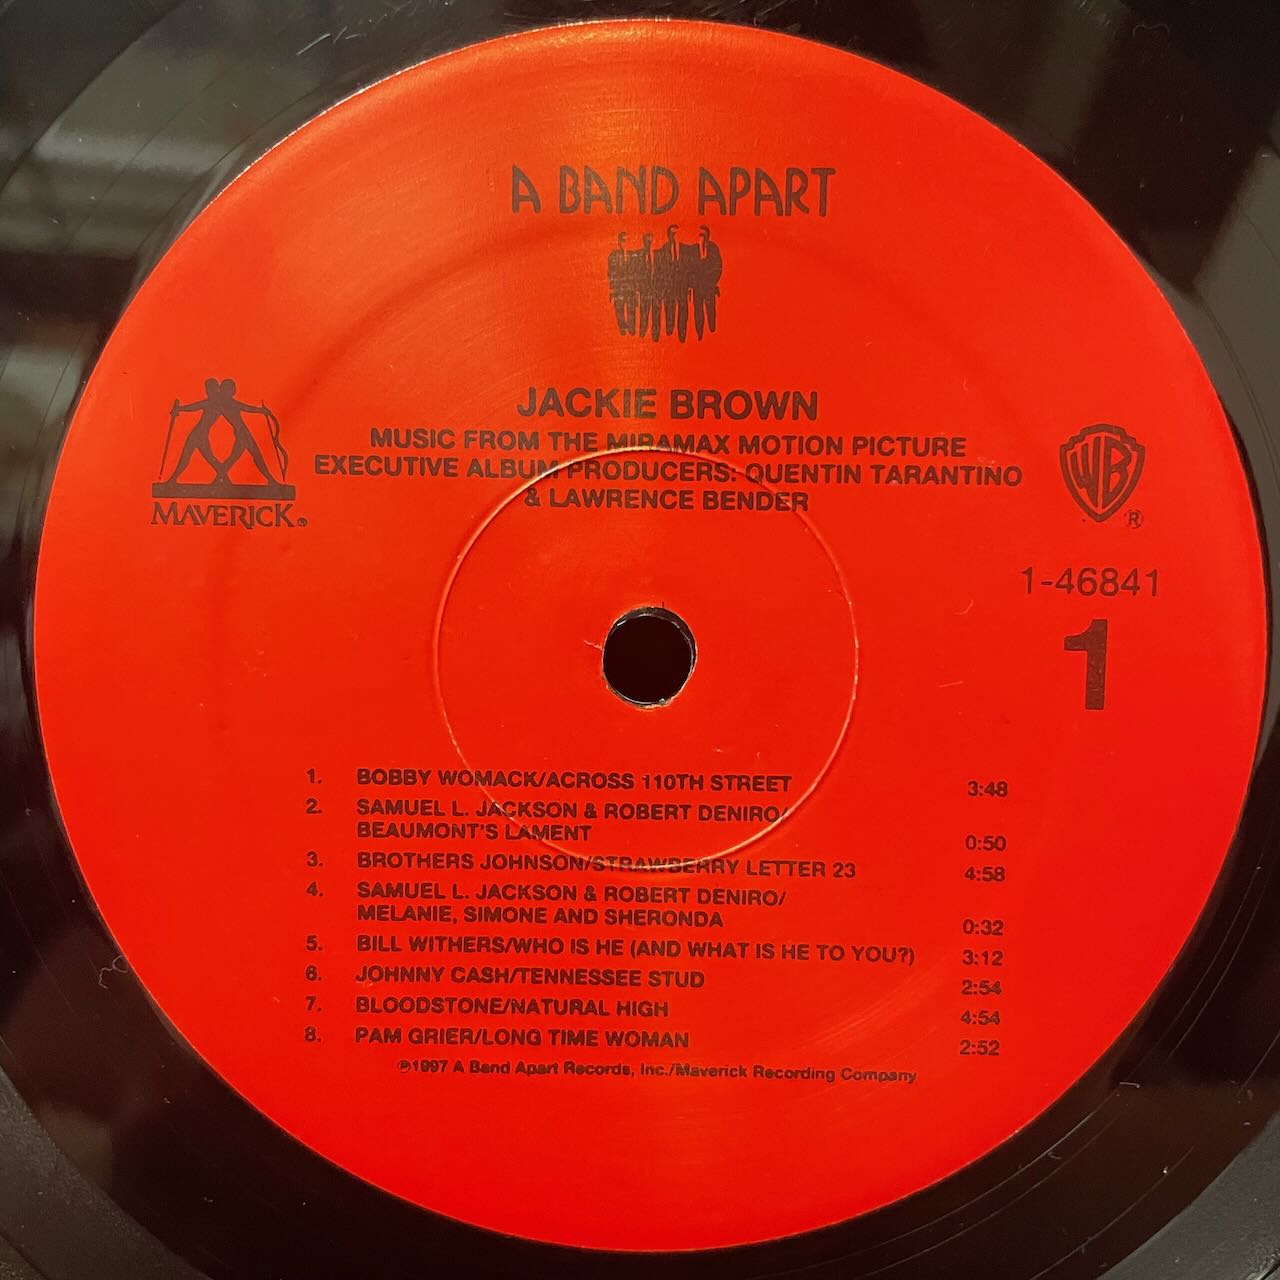 A BAND APART
JACKIE BROWN
MUSIC FROM THE MIRAMAX MOTION PICTURE
EXECUTIVE ALBUM PRODUCERS: QUENTIN TARANTINO
& LAWRENCE BENDER
MAVERICK®
WB
®
1-46841
1
1. BOBBY WOMACK/ACROSS 110TH STREET 3:48
2. SAMUEL L. JACKSON & ROBERT DENIRO/
BEAUMONT'S LAMENT 0:50
3. BROTHERS JOHNSON/STRAWBERRY LETTER 23 4:58
4. SAMUEL L. JACKSON & ROBERT DENIRO/
MELANIE, SIMONE AND SHERONDA 0:32
5. BILL WITHERS/WHO IS HE (AND WHAT IS HE TO YOU?) 3:12
6. JOHNNY CASH/TENNESSEE STUD 2:54
7. BLOODSTONE/NATURAL HIGH 4:54
8. PAM GRIER/LONG TIME WOMAN 2:52
℗1997 A Band Apart Records, Inc./Maverick Recording Company